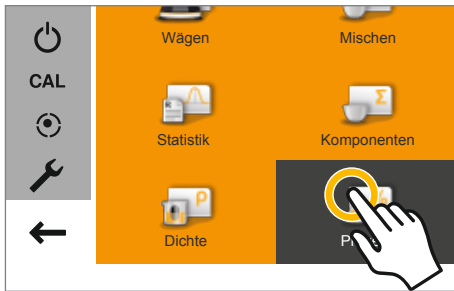 Wägen
Mischen
CAL
Σ
Statistik
Komponenten
ρ
Dichte